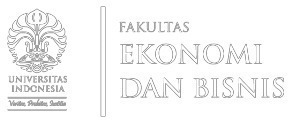 UNIVERSITAS
INDONESIA
Veritas, Probitas, Iustitia
FAKULTAS
EKONOMI
DAN BISNIS